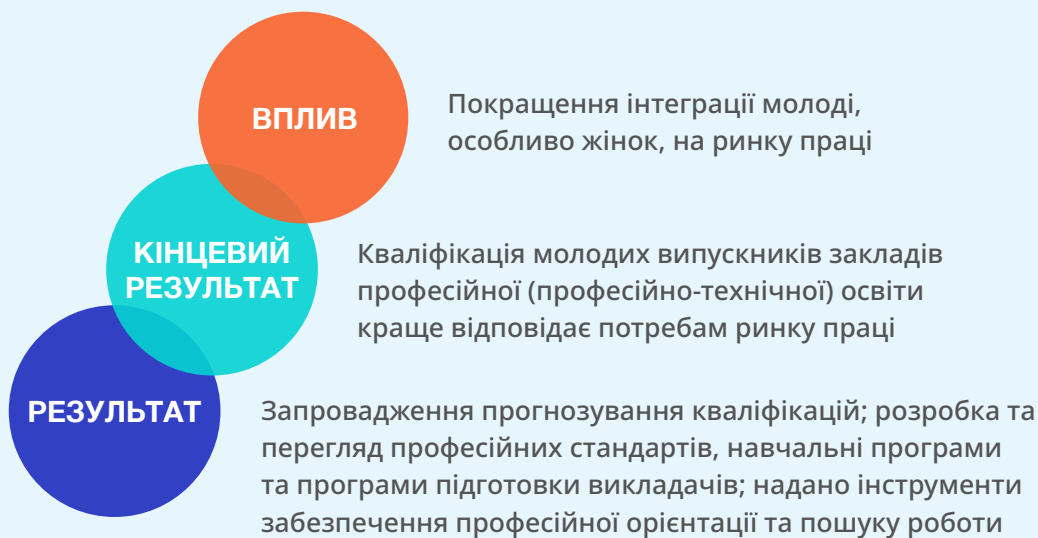 ВПЛИВ
Покращення інтеграції молоді,
особливо жінок, на ринку праці
КІНЦЕВИЙ
РЕЗУЛЬТАТ
Кваліфікація молодих випускників закладів
професійної (професійно-технічної) освіти
краще відповідає потребам ринку праці
РЕЗУЛЬТАТ
Запровадження прогнозування кваліфікацій; розробка та
перегляд професійних стандартів, навчальні програми
та програми підготовки викладачів; надано інструменти
забезпечення професійної орієнтації та пошуку роботи